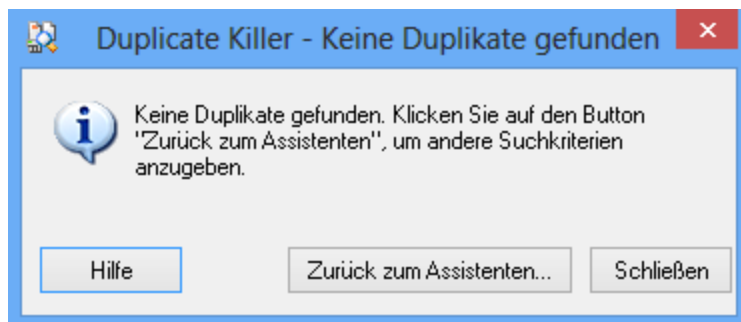 Duplicate Killer - Keine Duplikate gefunden
Keine Duplikate gefunden. Klicken Sie auf den Button
"Zurück zum Assistenten", um andere Suchkriterien
anzugeben.
Hilfe
Zurück zum Assistenten...
Schließen